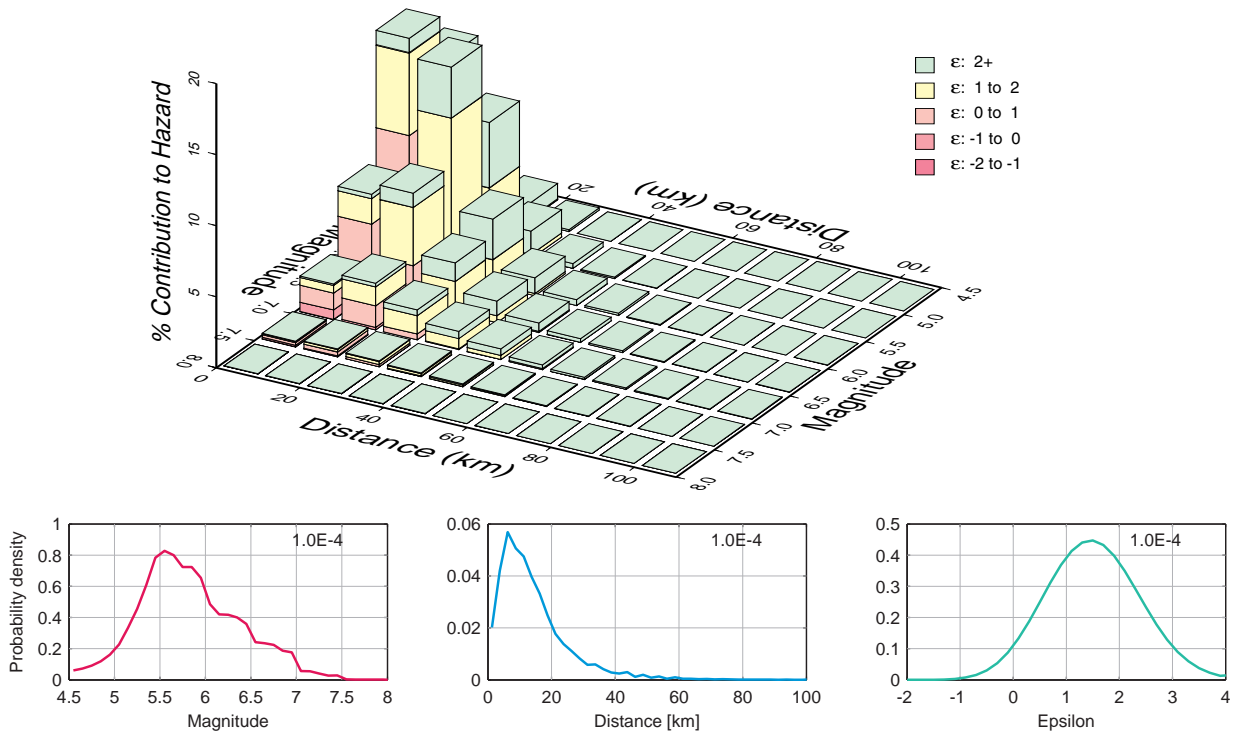 % Contribution to Hazard
20
15
10
5
ε: 2+
ε: 1 to 2
ε: 0 to 1
ε: -1 to 0
ε: -2 to -1
20
40
60
80
100
Distance (km)
Magnitude
7.0
7.5
8.0
0
20
40
60
80
100
Distance (km)
4.5
5.0
5.5
6.0
6.5
7.0
7.5
8.0
Magnitude
Probability density
1
0.8
0.6
0.4
0.2
0
1.0E-4
4.5 5 5.5 6 6.5 7 7.5 8
Magnitude
0.06
0.04
0.02
0
1.0E-4
0 20 40 60 80 100
Distance [km]
0.5
0.4
0.3
0.2
0.1
0
1.0E-4
-2 -1 0 1 2 3 4
Epsilon